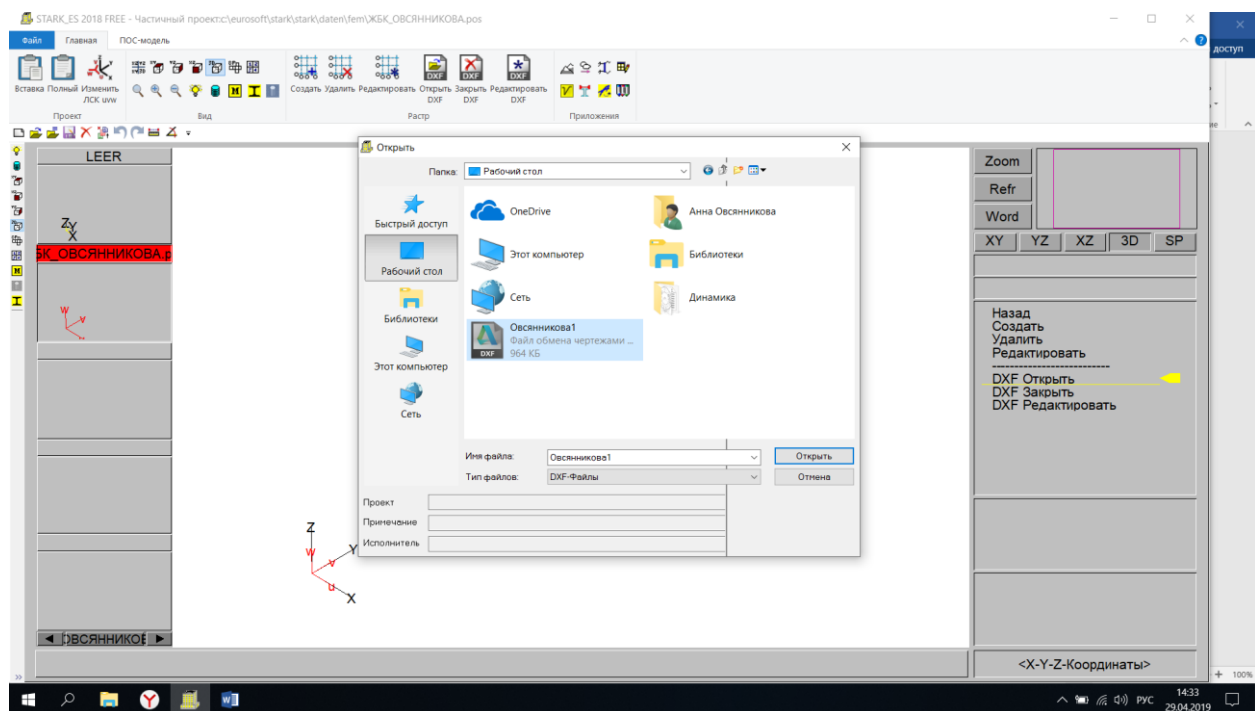 STARK_ES 2018 FREE - Частичный проект:c:\eurosoft\stark\stark\daten\fem\ЖБК_ОВСЯННИКОВА.pos
Файл Главная ПОС-модель
доступ
Вставка Полный Изменить ЛСК uvw
Создать Удалить Редактировать Открыть DXF Закрыть DXF Редактировать DXF
Проект Вид Растр Приложения
LEER
Z Y X
БК_ОВСЯННИКОВА.p
w v
ОВСЯННИКОВ
Открыть
Папка: Рабочий стол
Быстрый доступ
Рабочий стол
Библиотеки
Этот компьютер
Сеть
OneDrive
Анна Овсянникова
Этот компьютер
Библиотеки
Сеть
Динамика
Овсянникова1
Файл обмена чертежами ...
964 КБ
DXF
Имя файла: Овсянникова1 Открыть
Тип файлов: DXF-Файлы Отмена
Проект
Примечание
Исполнитель
Z
w Y
v
u
X
Zoom
Refr
Word
XY YZ XZ 3D SP
Назад
Создать
Удалить
Редактировать
--------------------------
DXF Открыть
DXF Закрыть
DXF Редактировать
<X-Y-Z-Координаты>
+ 100%
РУС 14:33
29.04.2019